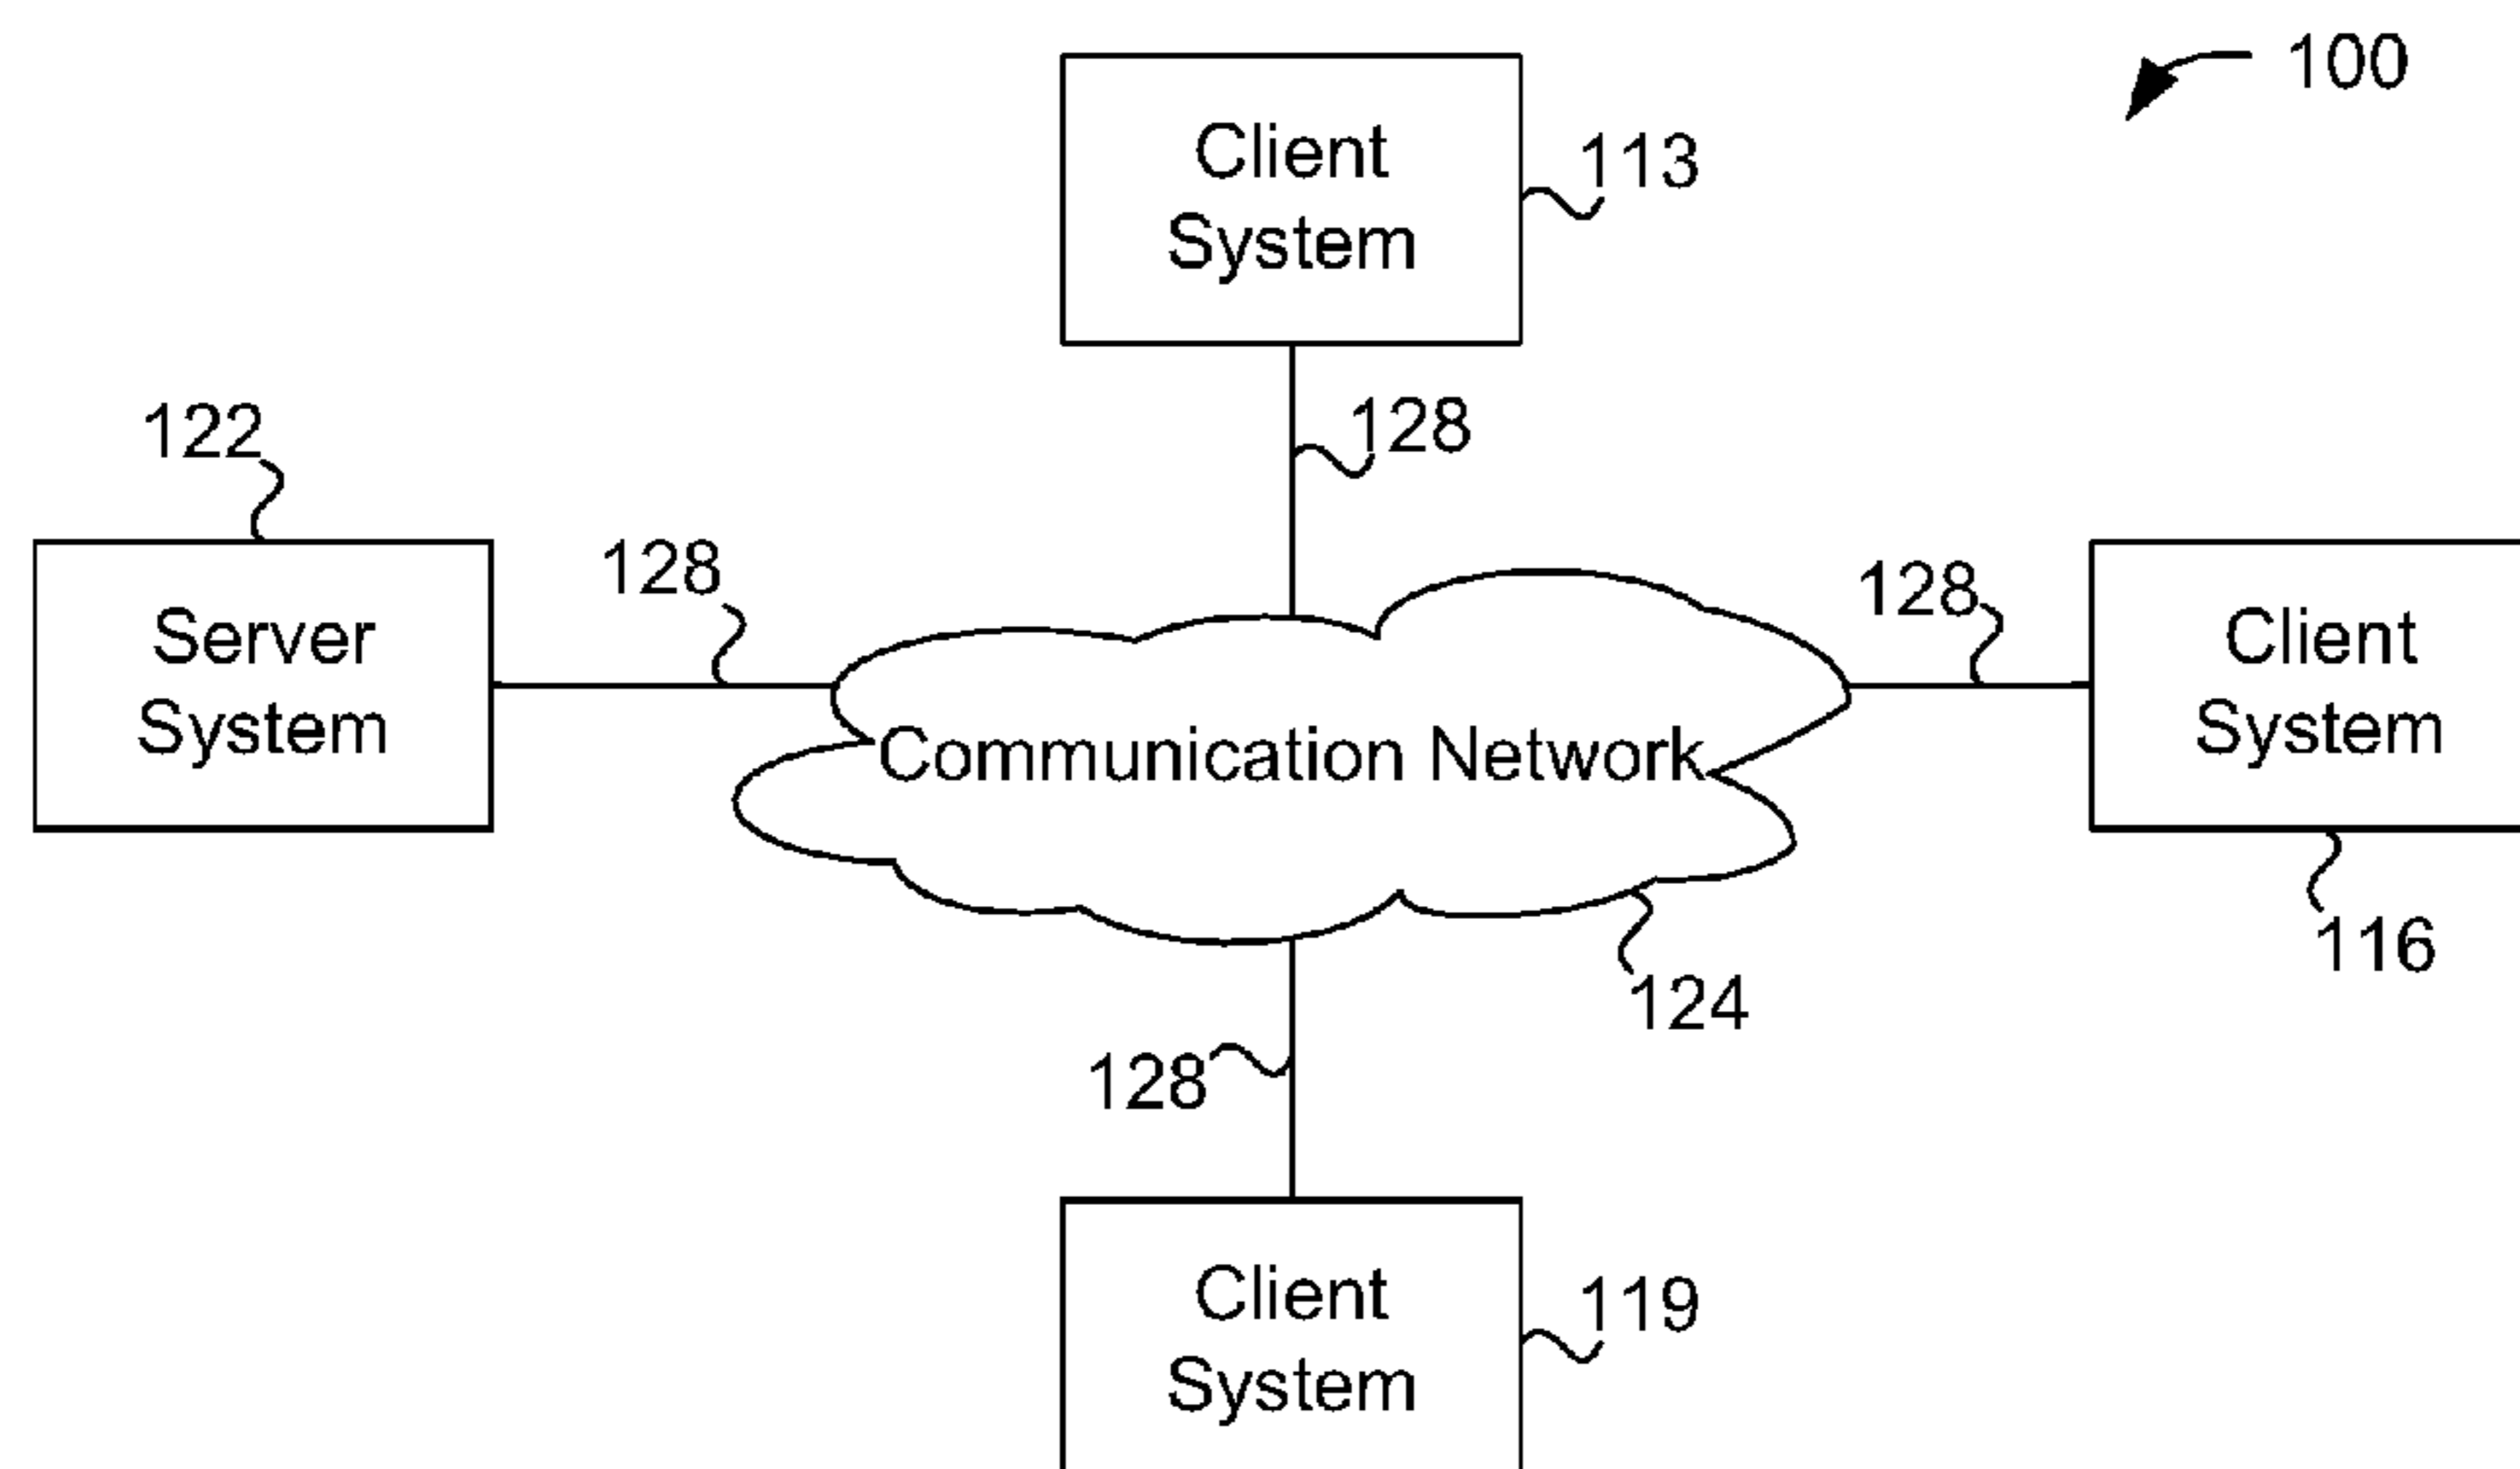 100
Client
System
113
128
122
128
128
Server
System
Client
System
Communication Network
116
124
128
119
Client
System